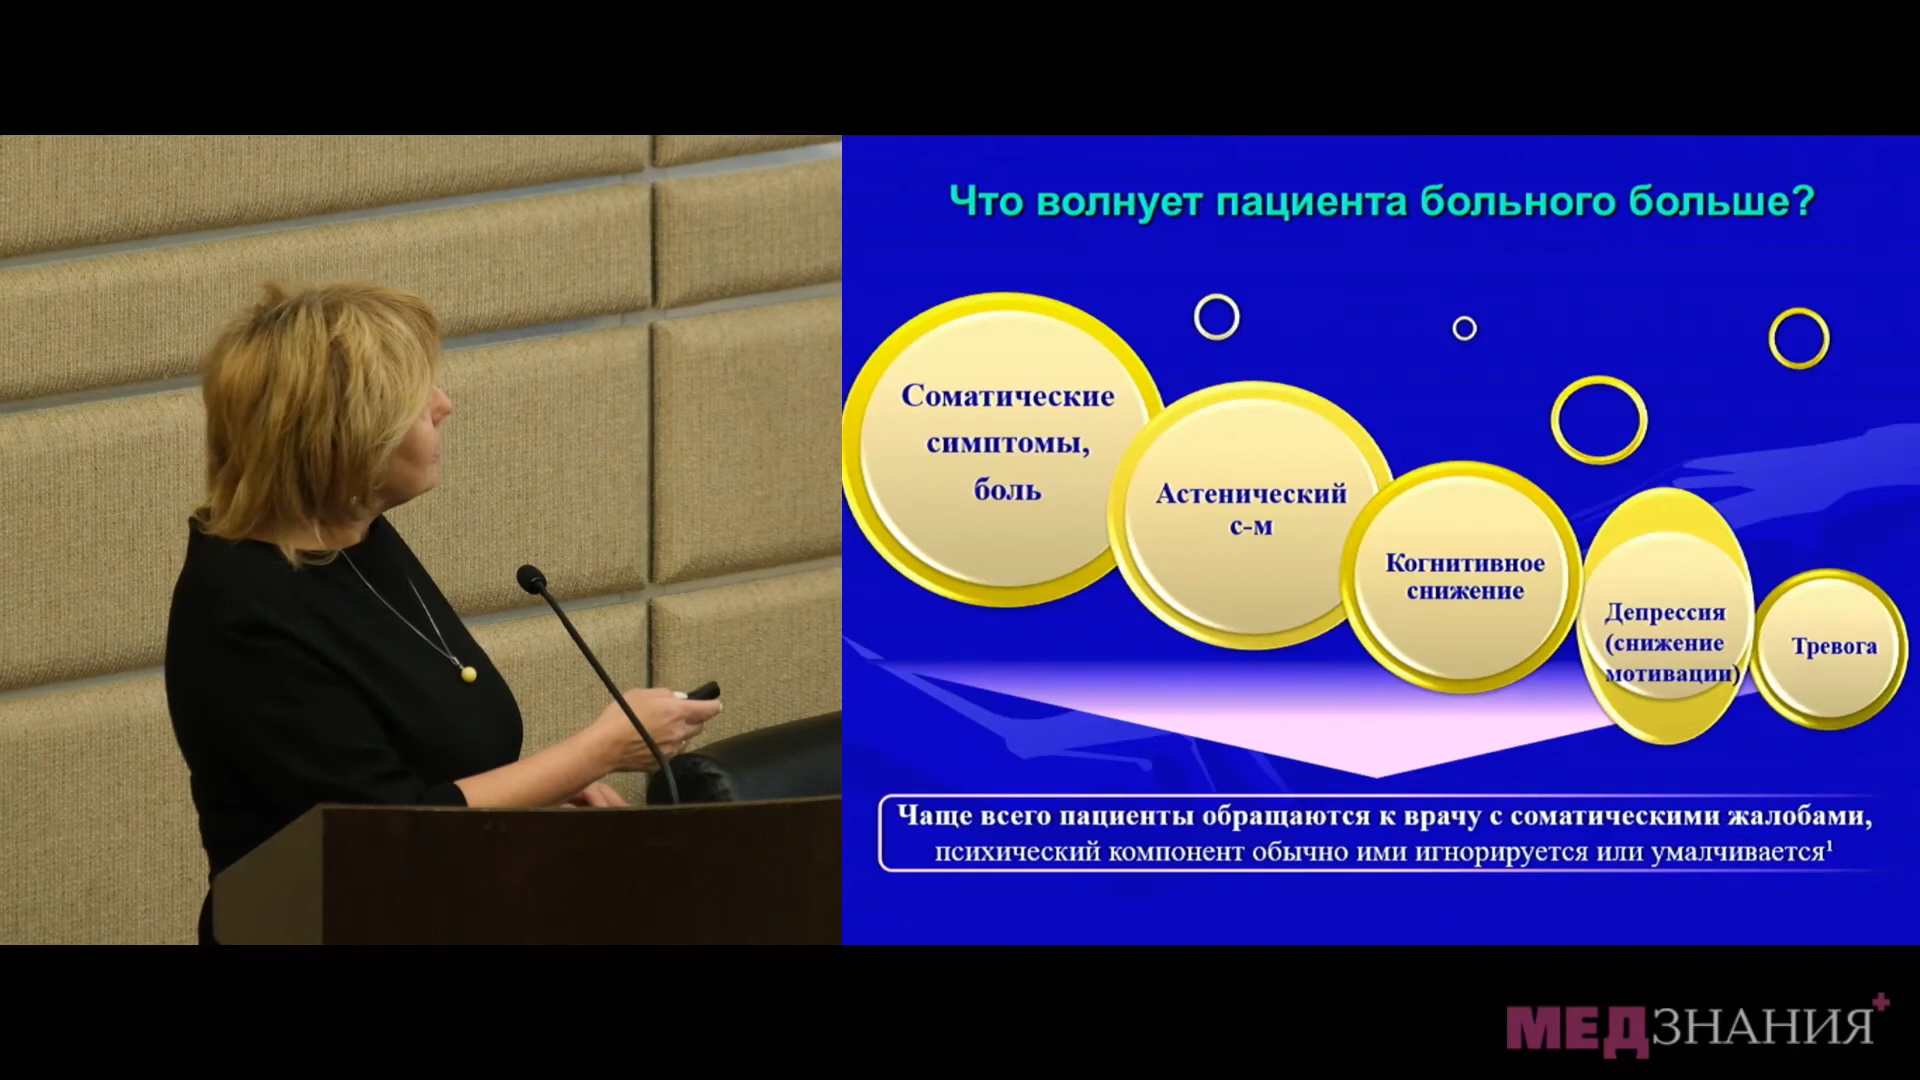 Что волнует пациента больного больше?
Соматические
симптомы,
боль
Астенический
с-м
Когнитивное
снижение
Депрессия
(снижение
мотивации)
Тревога
Чаще всего пациенты обращаются к врачу с соматическими жалобами,
психический компонент обычно ими игнорируется или умалчивается¹
МЕДЗНАНИЯ+